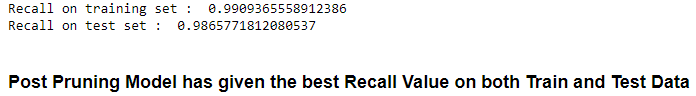 Recall on training set :  0.9909365558912386
Recall on test set :  0.9865771812080537
Post Pruning Model has given the best Recall Value on both Train and Test Data